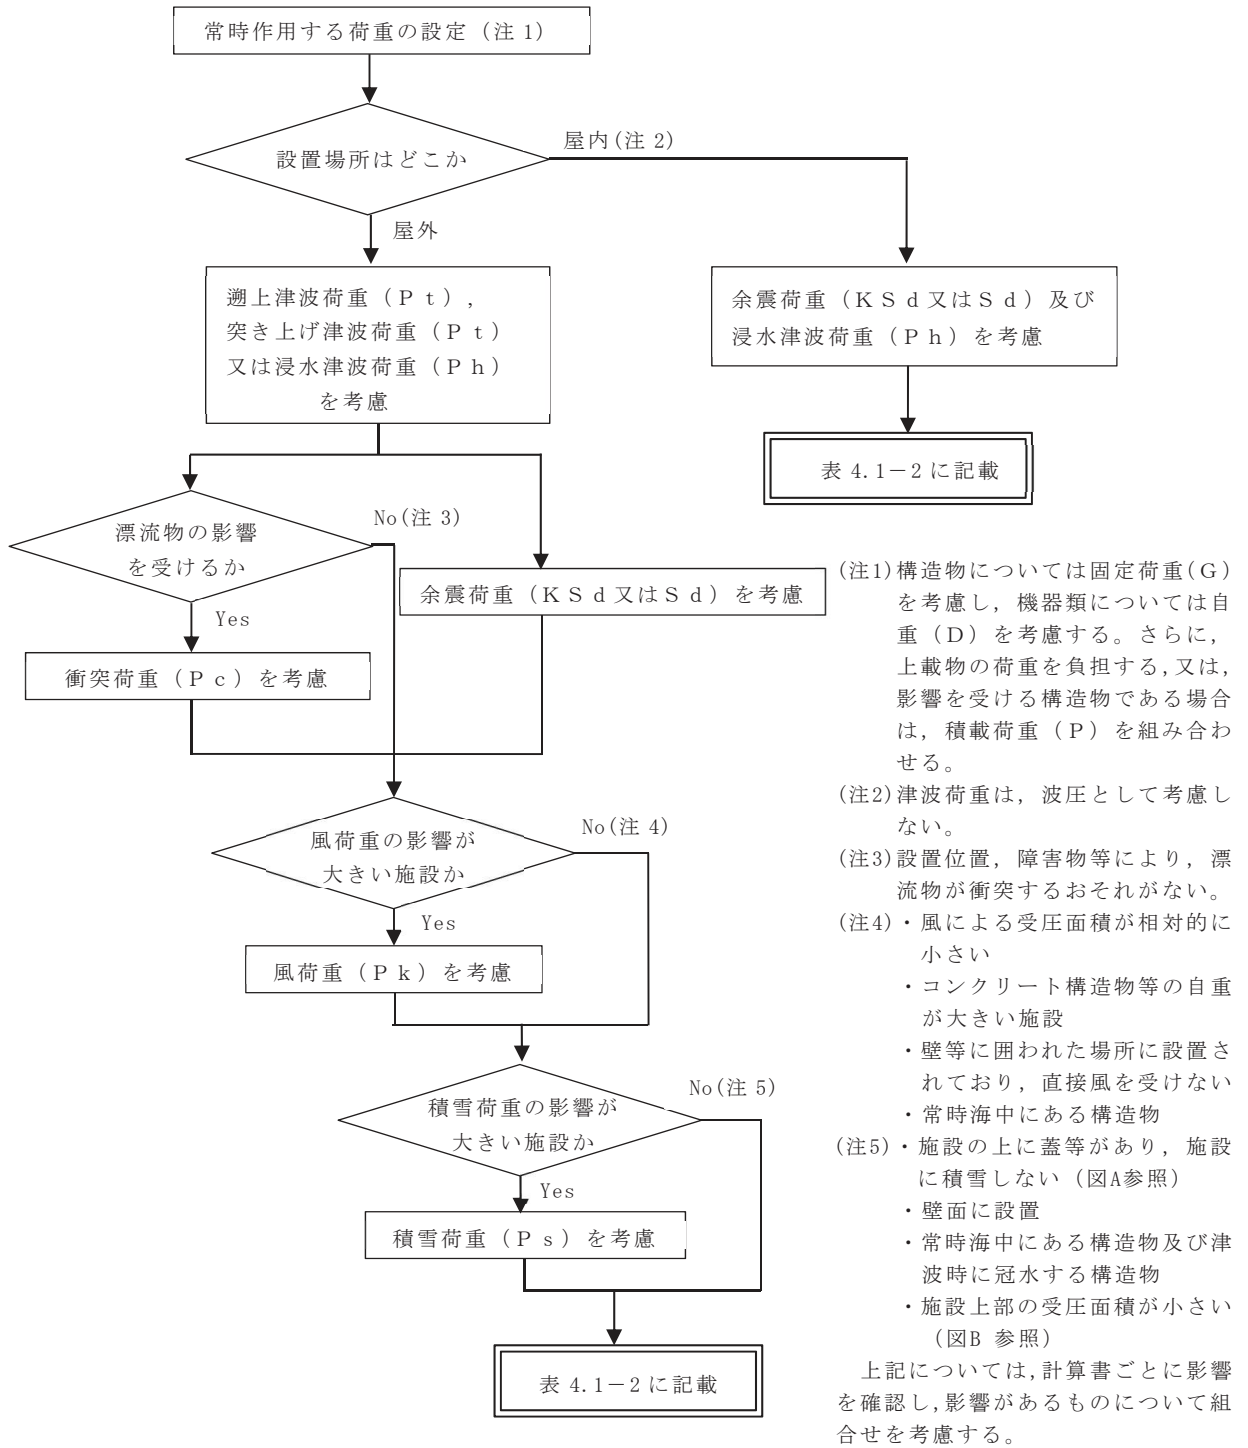 常時作用する荷重の設定（注 1）
設置場所はどこか
屋内(注 2)
屋外
遡上津波荷重（Ｐｔ）,
突き上げ津波荷重（Ｐｔ）
又は浸水津波荷重（Ｐｈ）
を考慮
余震荷重（ＫＳｄ又はＳｄ）及び
浸水津波荷重（Ｐｈ）を考慮
表 4.1－2 に記載
漂流物の影響
を受けるか
No(注 3)
Yes
余震荷重（ＫＳｄ又はＳｄ）を考慮
衝突荷重（Ｐｃ）を考慮
風荷重の影響が
大きい施設か
No(注 4)
Yes
風荷重（Ｐｋ）を考慮
積雪荷重の影響が
大きい施設か
No(注 5)
Yes
積雪荷重（Ｐｓ）を考慮
表 4.1－2 に記載
(注1)構造物については固定荷重(Ｇ)
を考慮し，機器類については自
重（Ｄ）を考慮する。さらに，
上載物の荷重を負担する,又は,
影響を受ける構造物である場合
は，積載荷重（Ｐ）を組み合わ
せる。
(注2)津波荷重は，波圧として考慮し
ない。
(注3)設置位置，障害物等により，漂
流物が衝突するおそれがない。
(注4)・風による受圧面積が相対的に
小さい
・コンクリート構造物等の自重
が大きい施設
・壁等に囲われた場所に設置さ
れており，直接風を受けない
・常時海中にある構造物
(注5)・施設の上に蓋等があり，施設
に積雪しない（図A参照）
・壁面に設置
・常時海中にある構造物及び津
波時に冠水する構造物
・施設上部の受圧面積が小さい
（図B 参照）
上記については,計算書ごとに影響
を確認し,影響があるものについて組
合せを考慮する。